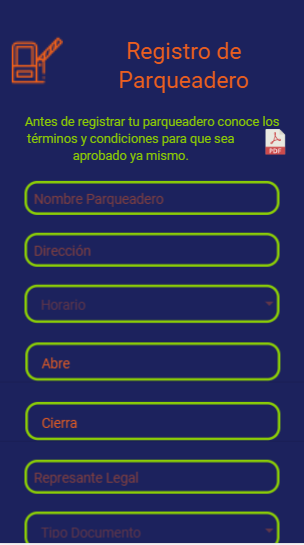 Registro de
Parqueadero
Antes de registrar tu parqueadero conoce los
términos y condiciones para que sea
aprobado ya mismo.
PDF
Nombre Parqueadero
Dirección
Horario
Abre
Cierra
Represante Legal
Tipo Documento